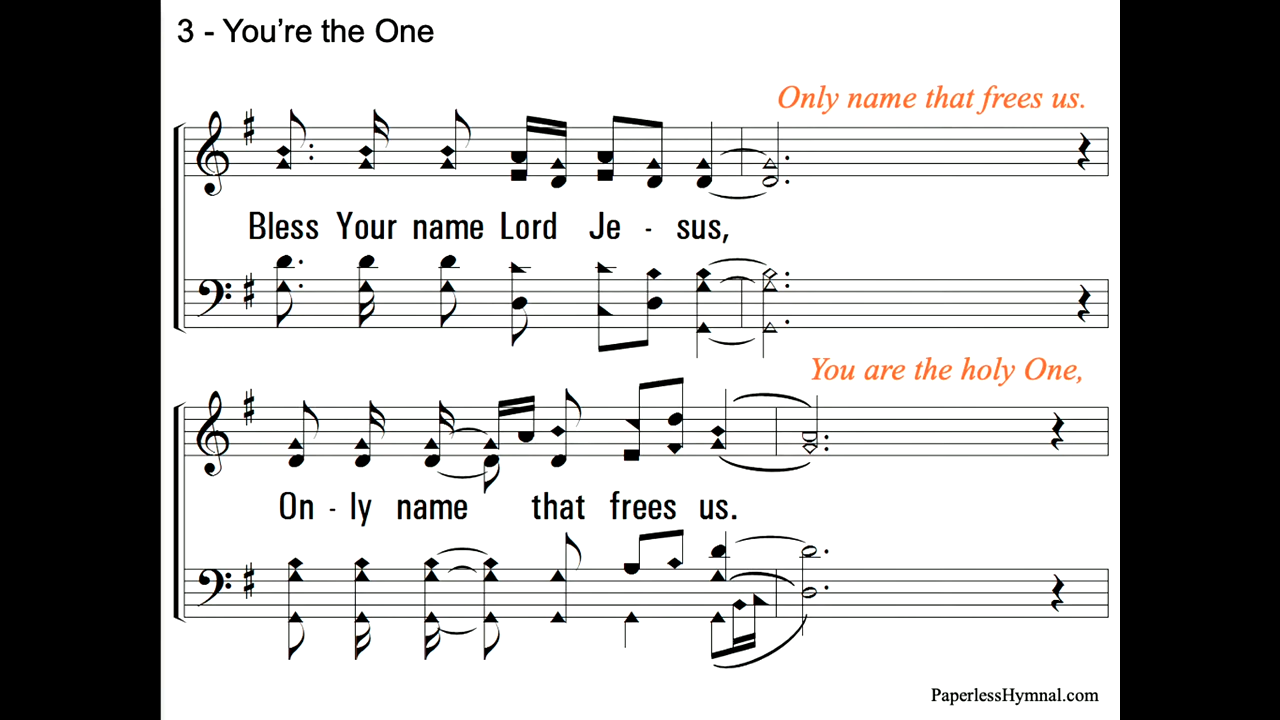 3 - You’re the One
Only name that frees us.
Bless Your name Lord Je - sus,
You are the holy One,
On - ly name that frees us.
PaperlessHymnal.com